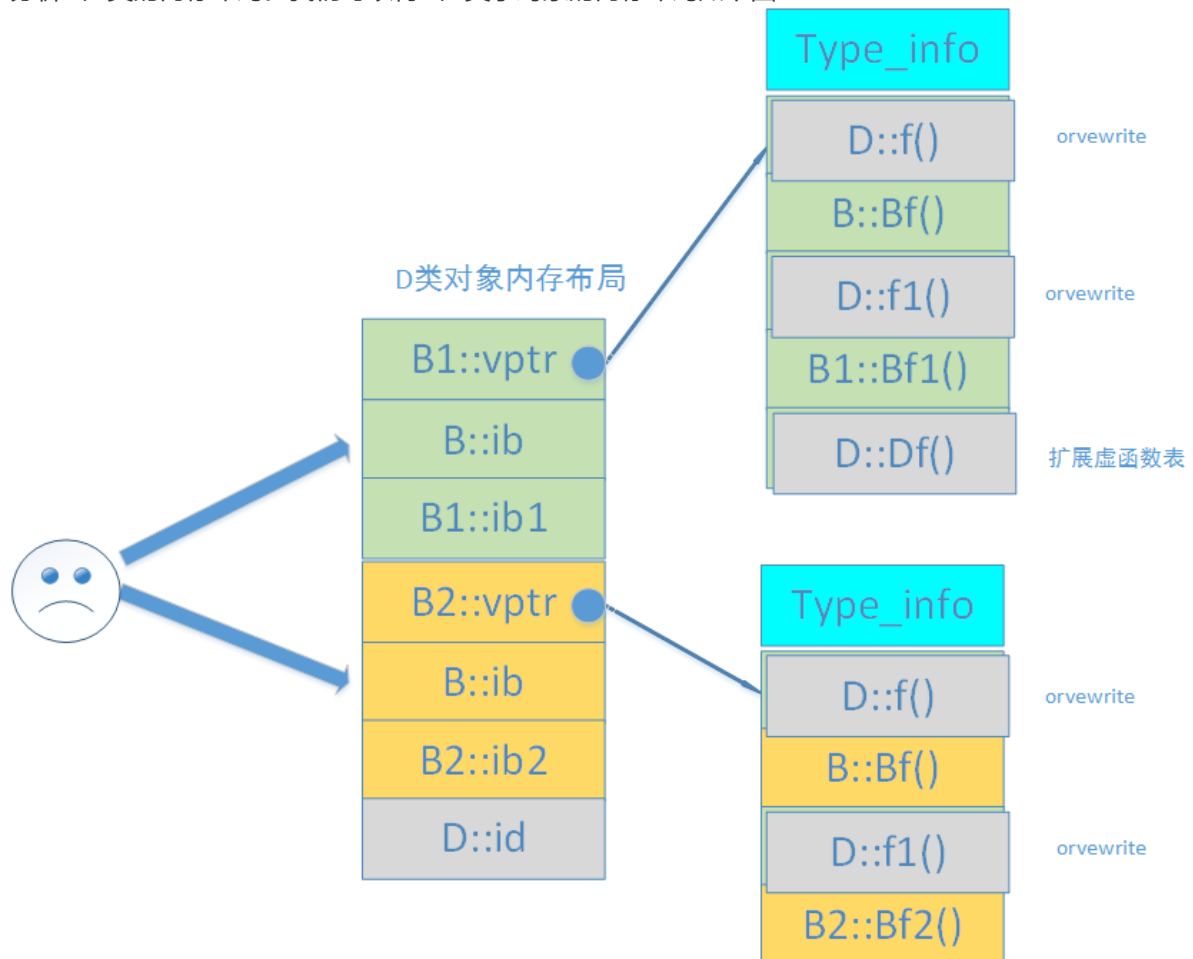 Type_info
D::f()
orvewrite
B::Bf()
D类对象内存布局
D::f1()
orvewrite
B1::vptr
B1::Bf1()
B::ib
D::Df()
扩展虚函数表
B1::ib1
B2::vptr
Type_info
B::ib
D::f()
orvewrite
B2::ib2
B::Bf()
D::id
D::f1()
orvewrite
B2::Bf2()